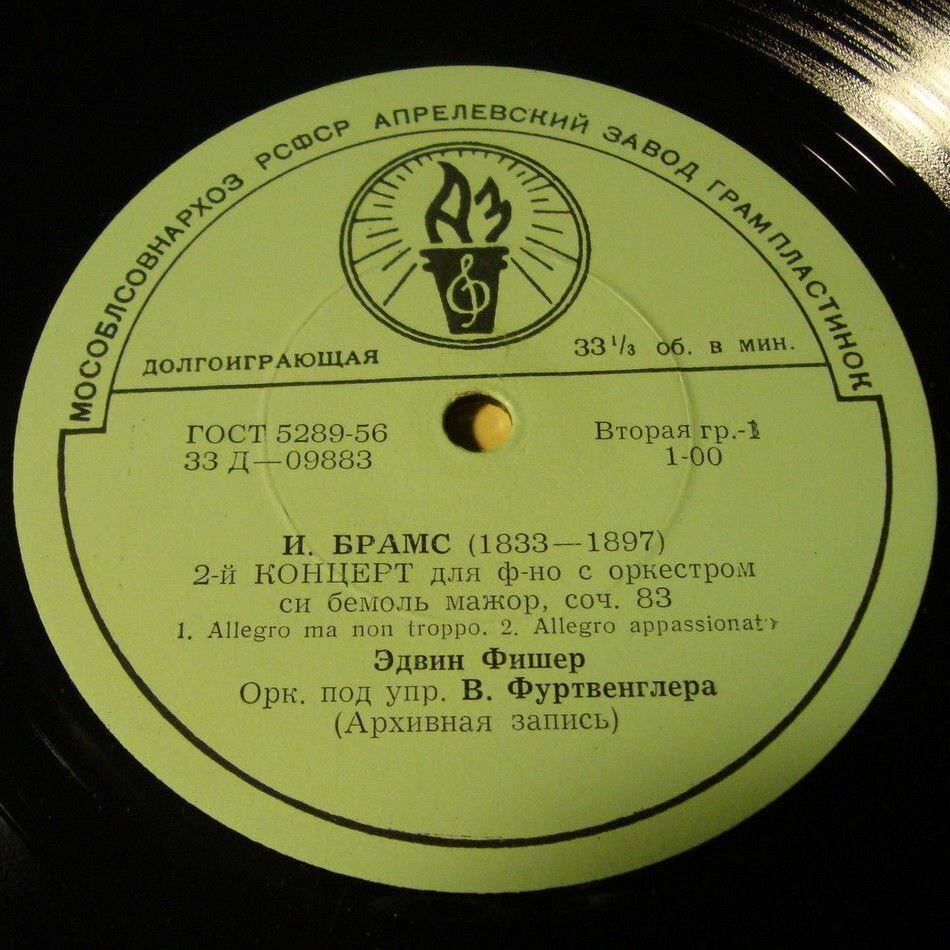 МОСОБЛСОВНАРХОЗ РСФСР АПРЕЛЕВСКИЙ ЗАВОД ГРАМПЛАСТИНОК
АЗ
ДОЛГОИГРАЮЩАЯ
33 1/3 об. в мин.
ГОСТ 5289-56
33 Д—09883
Вторая гр.-1
1-00
И. БРАМС (1833—1897)
2-й КОНЦЕРТ для ф-но с оркестром
си бемоль мажор, соч. 83
1. Allegro ma non troppo. 2. Allegro appassionato
Эдвин Фишер
Орк. под упр. В. Фуртвенглера
(Архивная запись)